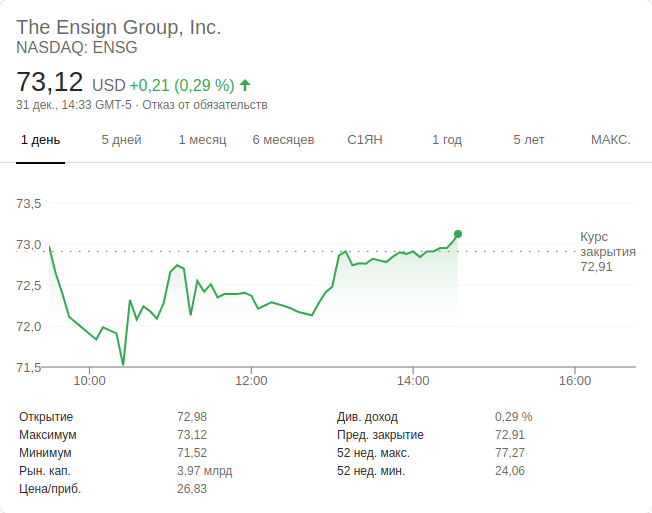 The Ensign Group, Inc.
NASDAQ: ENSG
73,12 USD +0,21 (0,29 %)
31 дек., 14:33 GMT-5 · Отказ от обязательств
1 день 5 дней 1 месяц 6 месяцев С1ЯН 1 год 5 лет МАКС.
73,5
73,0
72,5
72,0
71,5
Курс
закрытия
72,91
10:00 12:00 14:00 16:00
Открытие 72,98 Див. доход 0,29 %
Максимум 73,12 Пред. закрытие 72,91
Минимум 71,52 52 нед. макс. 77,27
Рын. кап. 3,97 млрд 52 нед. мин. 24,06
Цена/приб. 26,83